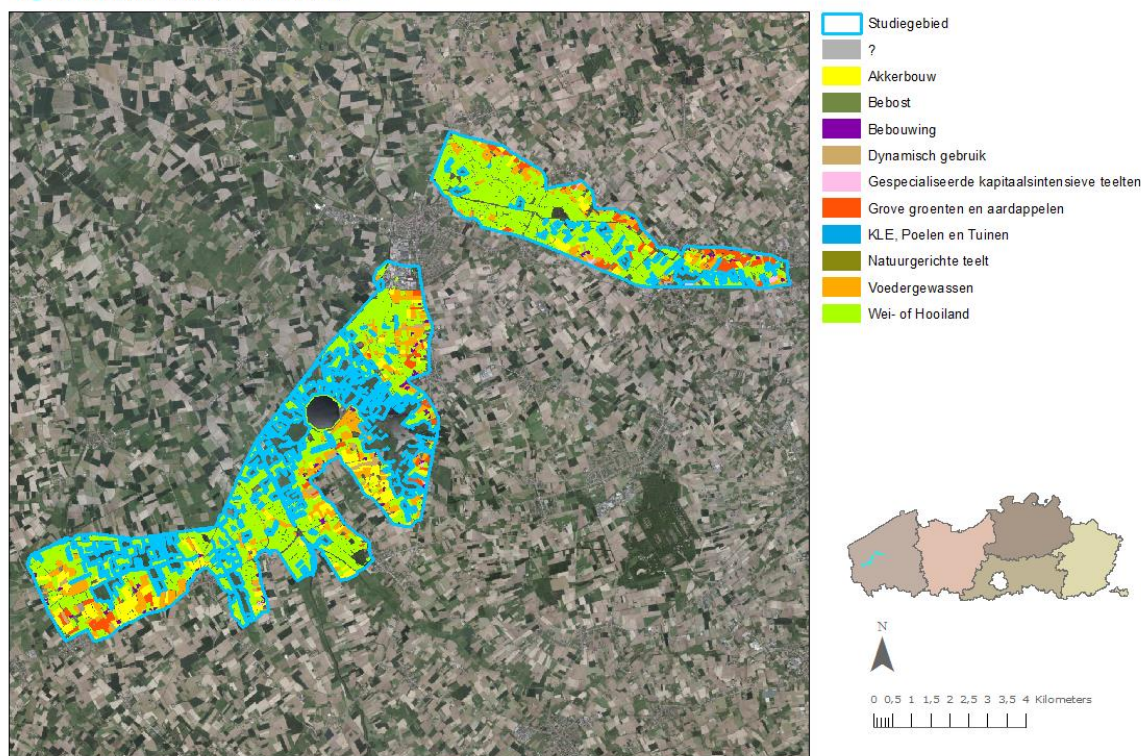 Studiegebied
?
Akkerbouw
Bebost
Bebouwing
Dynamisch gebruik
Gespecialiseerde kapitaalsintensieve teelten
Grove groenten en aardappelen
KLE, Poelen en Tuinen
Natuurgerichte teelt
Voedergewassen
Wei- of Hooiland
N
0 0,5 1 1,5 2 2,5 3 3,5 4 Kilometers